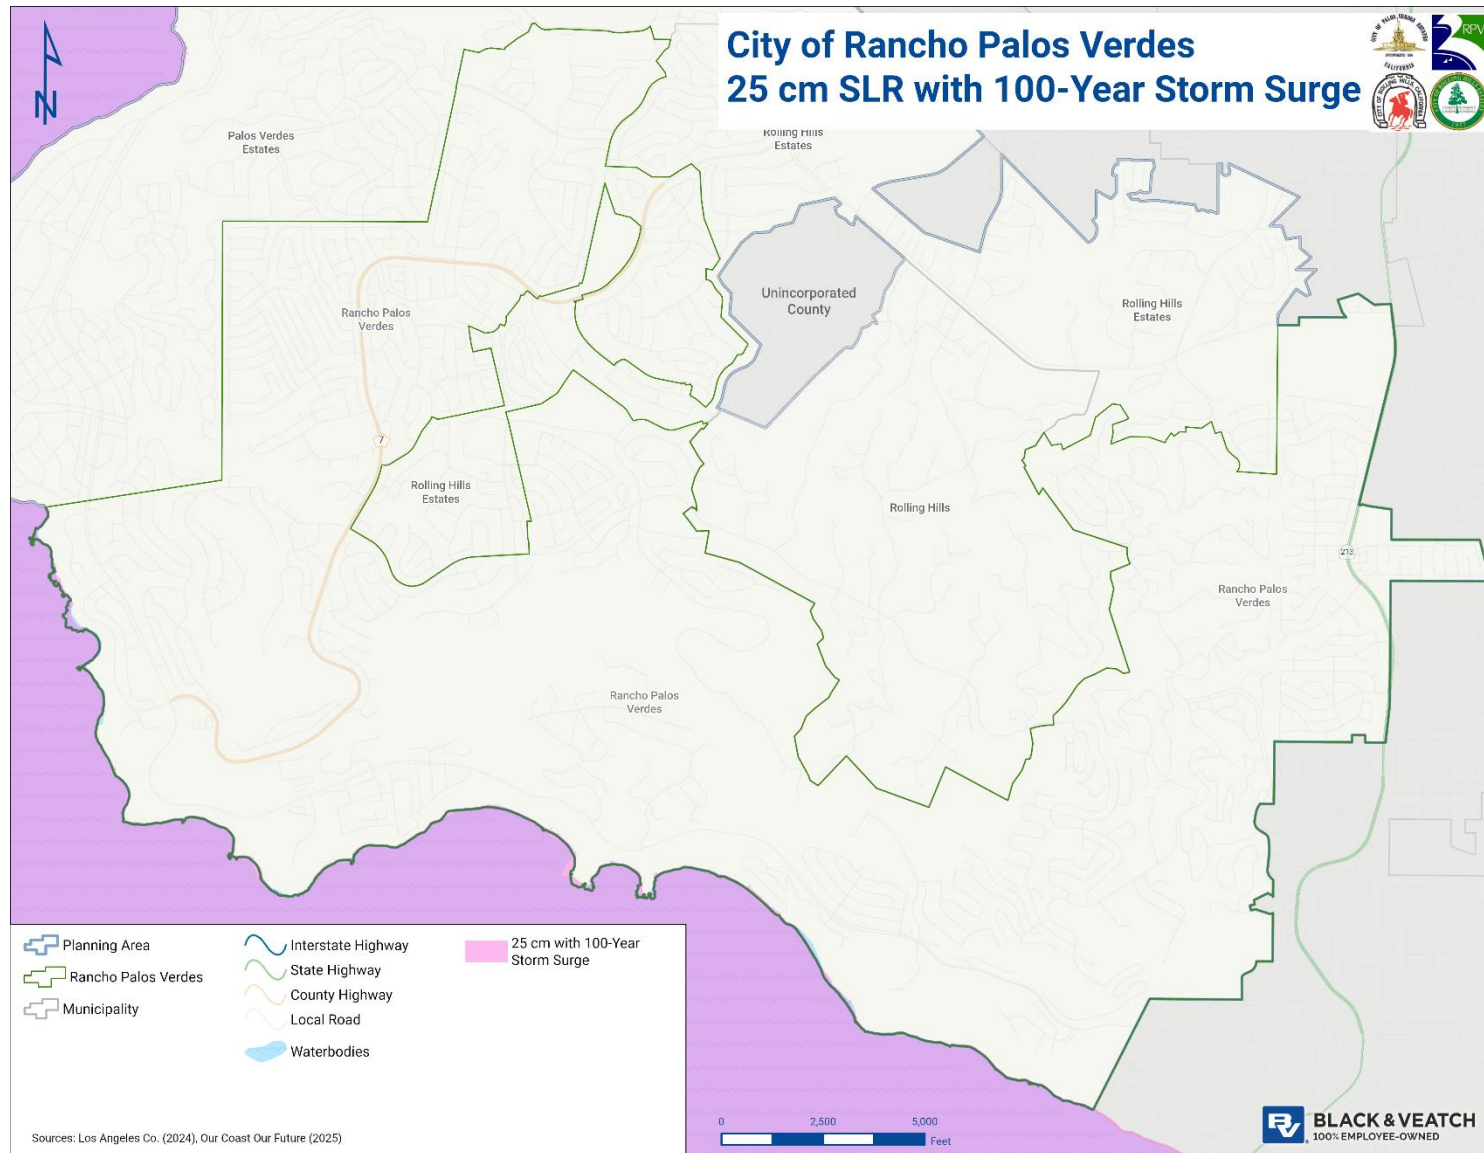 City of Rancho Palos Verdes
25 cm SLR with 100-Year Storm Surge
RPV
CALIFORNIA
N
Palos Verdes
Estates
Rolling Hills
Estates
Unincorporated
County
Rolling Hills
Estates
Rancho Palos
Verdes
7
Rolling Hills
Estates
Rolling Hills
213
Rancho Palos
Verdes
Rancho Palos
Verdes
Planning Area
Rancho Palos Verdes
Municipality
Interstate Highway
State Highway
County Highway
Local Road
Waterbodies
25 cm with 100-Year
Storm Surge
Sources: Los Angeles Co. (2024), Our Coast Our Future (2025)
0 2,500 5,000
Feet
BV
BLACK & VEATCH
100% EMPLOYEE-OWNED